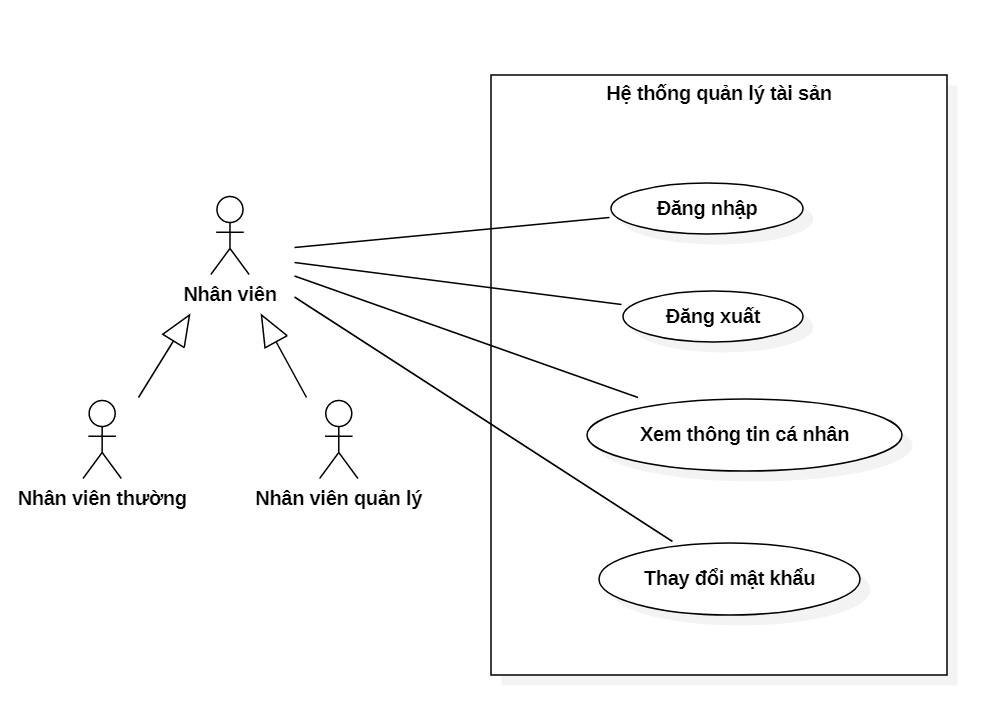 Hệ thống quản lý tài sản
Đăng nhập
Nhân viên
Đăng xuất
Xem thông tin cá nhân
Nhân viên thường
Nhân viên quản lý
Thay đổi mật khẩu